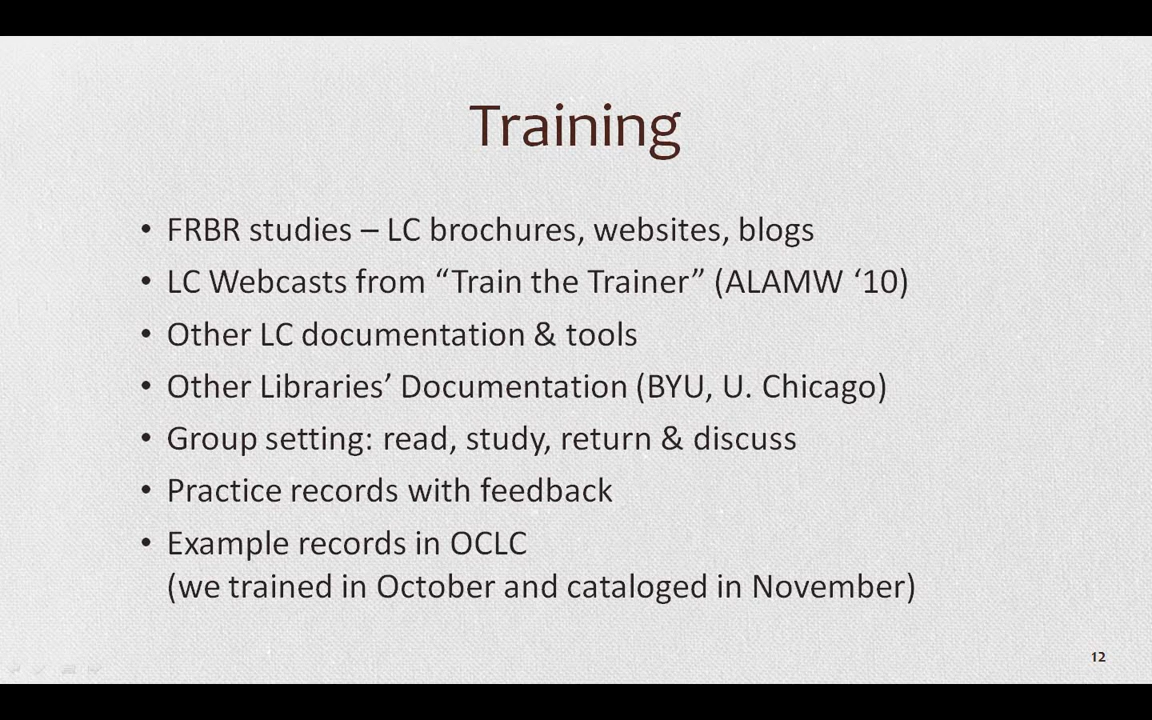 Training
• FRBR studies – LC brochures, websites, blogs
• LC Webcasts from “Train the Trainer” (ALAMW ‘10)
• Other LC documentation & tools
• Other Libraries’ Documentation (BYU, U. Chicago)
• Group setting: read, study, return & discuss
• Practice records with feedback
• Example records in OCLC
(we trained in October and cataloged in November)
12